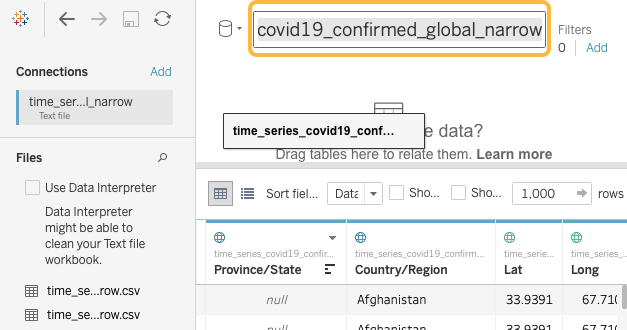 covid19_confirmed_global_narrow
Filters
0 Add
Connections Add
time_ser...l_narrow
Text file
time_series_covid19_conf...
e data?
Drag tables here to relate them. Learn more
Files
Use Data Interpreter
Data Interpreter
might be able to
clean your Text file
workbook.
time_se...row.csv
time_se...row.csv
Sort fiel... Data Sho... Sho... 1,000 rows
time_series_covid19_confir... time_series_covid19_confirm... time_serie... time_serie...
Province/State Country/Region Lat Long
null Afghanistan 33.9391 67.710
null Afghanistan 33.9391 67.710